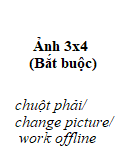 Ảnh 3x4
(Bắt buộc)
chuột phải/
change picture/
work offline